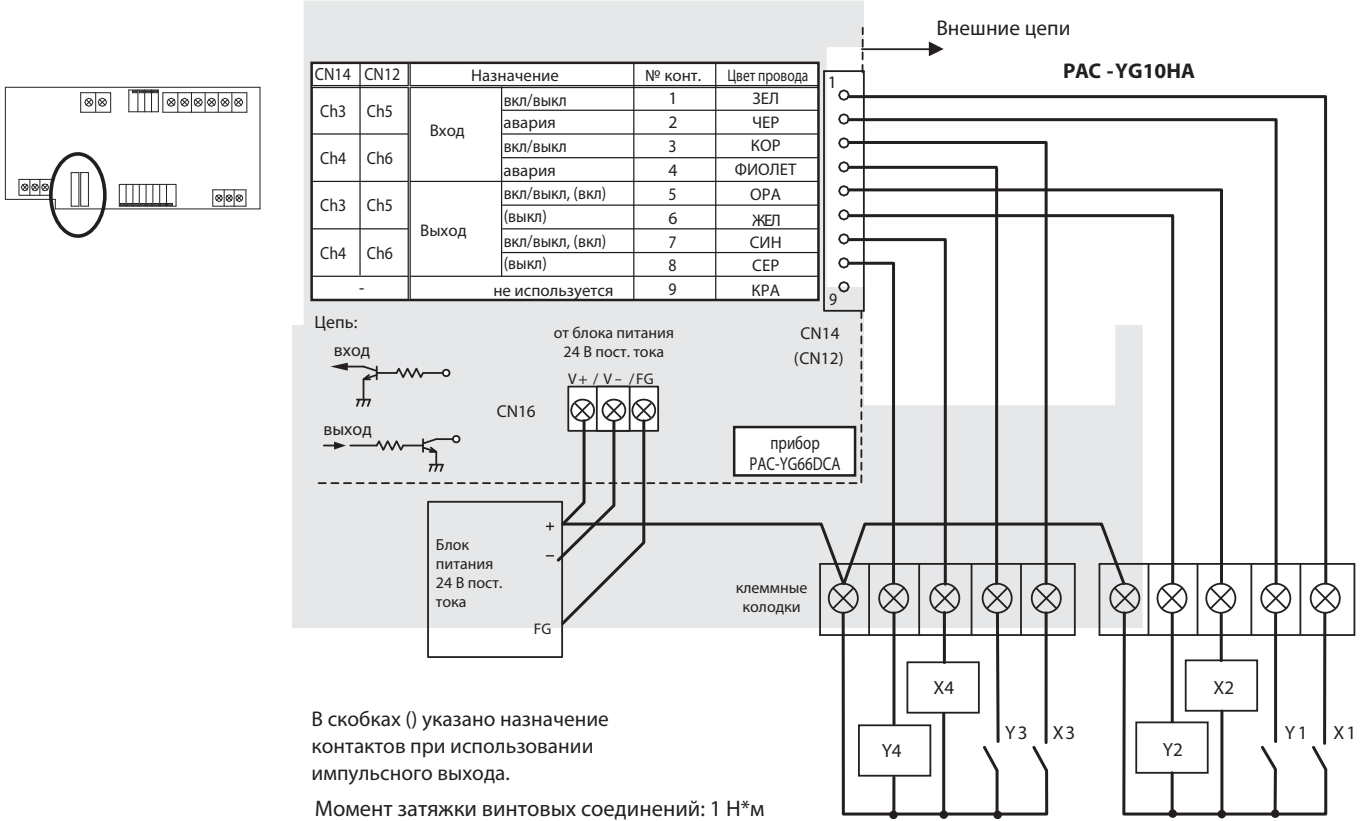 Внешние цепи
PAC -YG10HA
CN14 CN12 Назначение № конт. Цвет провода
Ch3 Ch5 Вход вкл/выкл 1 ЗЕЛ
авария 2 ЧЕР
Ch4 Ch6 вкл/выкл 3 КОР
авария 4 ФИОЛЕТ
Ch3 Ch5 Выход вкл/выкл, (вкл) 5 ОРА
(выкл) 6 ЖЕЛ
Ch4 Ch6 вкл/выкл, (вкл) 7 СИН
(выкл) 8 СЕР
- не используется 9 КРА
1
9
CN14
(CN12)
Цепь:
вход
выход
от блока питания
24 В пост. тока
V+ / V – /FG
CN16
прибор
PAC-YG66DCA
Блок
питания
24 В пост.
тока
+
–
FG
клеммные
колодки
X4
Y4
Y3
X3
X2
Y2
Y1
X1
В скобках () указано назначение
контактов при использовании
импульсного выхода.
Момент затяжки винтовых соединений: 1 Н*м